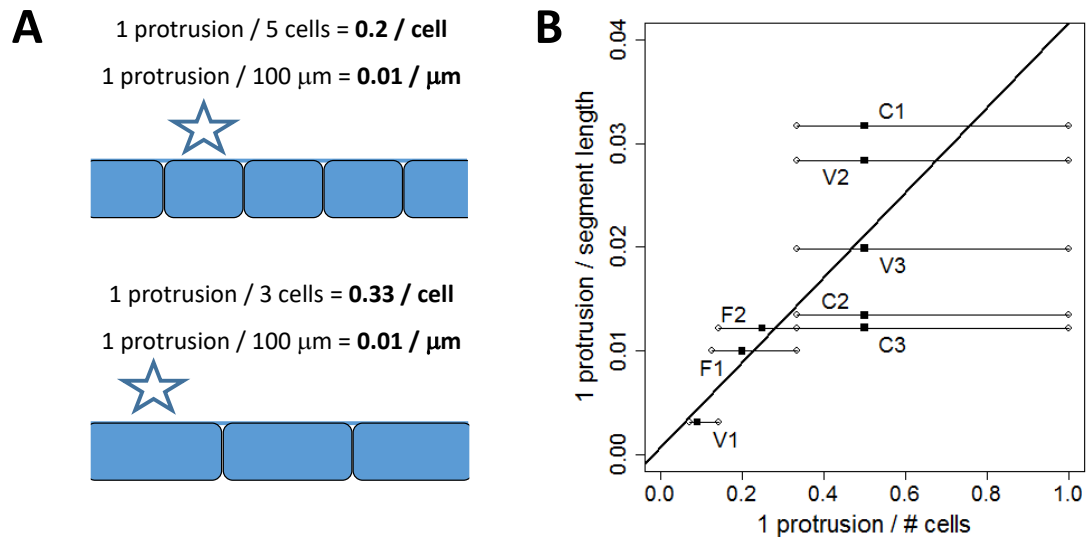 A
1 protrusion / 5 cells = 0.2 / cell
1 protrusion / 100 μm = 0.01 / μm
1 protrusion / 3 cells = 0.33 / cell
1 protrusion / 100 μm = 0.01 / μm
B
1 protrusion / segment length
0.04
0.03
0.02
0.01
0.00
C1
V2
V3
C2
F2
C3
F1
V1
0.0 0.2 0.4 0.6 0.8 1.0
1 protrusion / # cells